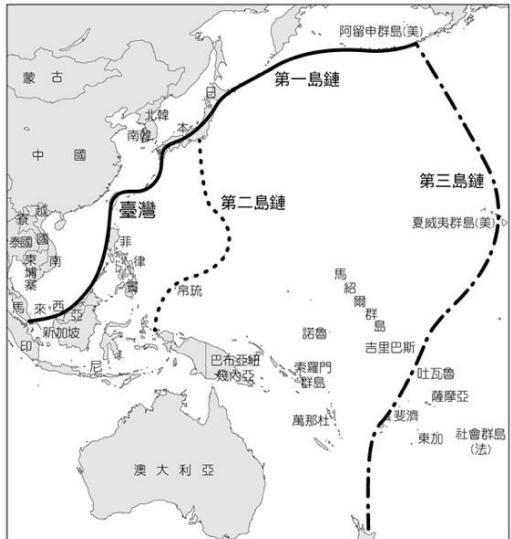 阿留申群島(美)
第一島鏈
蒙古
日本
北韓
南韓
中國
第三島鏈
第二島鏈
臺灣
夏威夷群島(美)
越南
寮國
泰國
柬埔寨
菲律賓
帛琉
馬紹爾群島
馬來西亞
新加坡
諾魯
吉里巴斯
印尼
巴布亞紐
幾內亞
索羅門
群島
吐瓦魯
薩摩亞
萬那杜
斐濟
東加
社會群島
(法)
澳大利亞